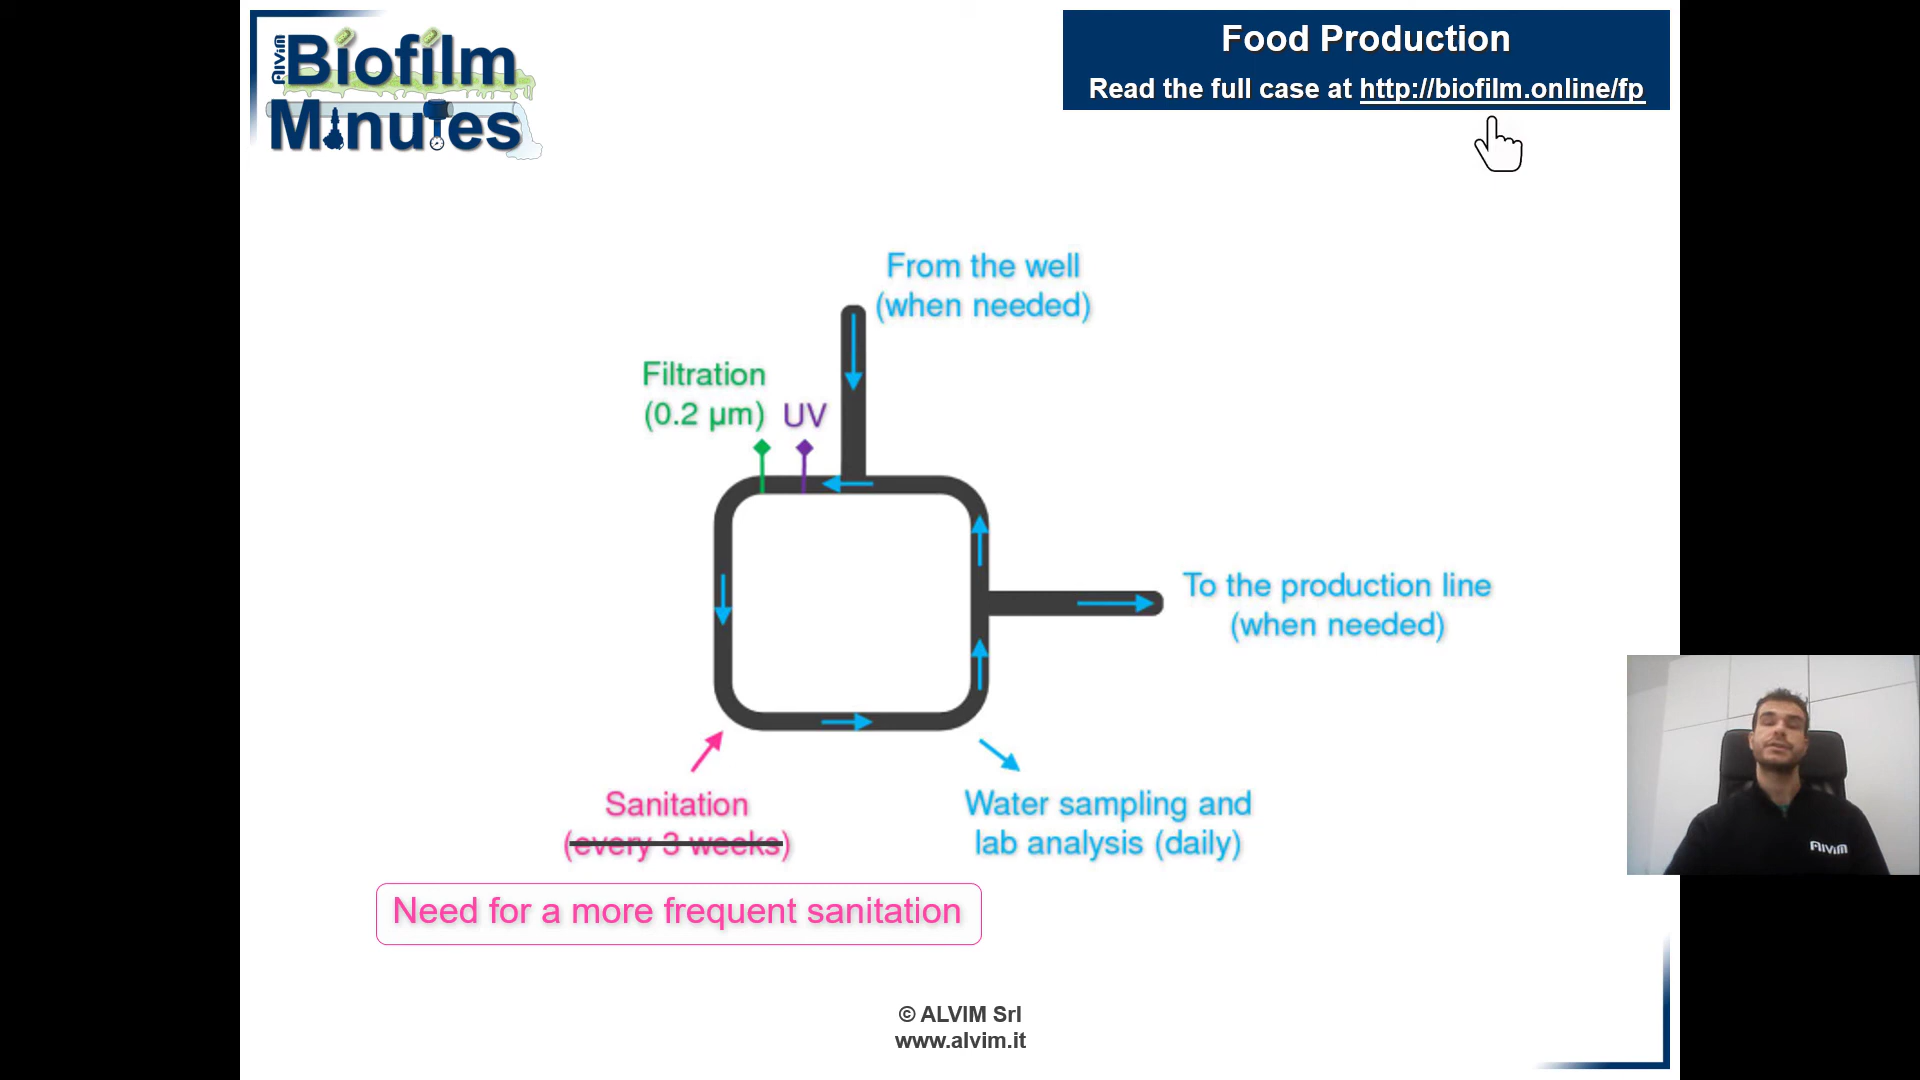 ALVIM
Biofilm
Minutes
Food Production
Read the full case at http://biofilm.online/fp
From the well
(when needed)
Filtration
(0.2 µm)
UV
To the production line
(when needed)
Sanitation
(every 3 weeks)
Water sampling and
lab analysis (daily)
Need for a more frequent sanitation
ALVIM
© ALVIM Srl
www.alvim.it